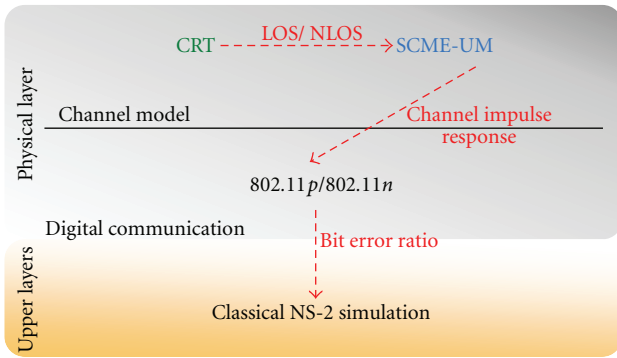 CRT
LOS/ NLOS
SCME-UM
Physical layer
Channel model
Channel impulse
response
802.11p/802.11n
Digital communication
Bit error ratio
Upper layers
Classical NS-2 simulation